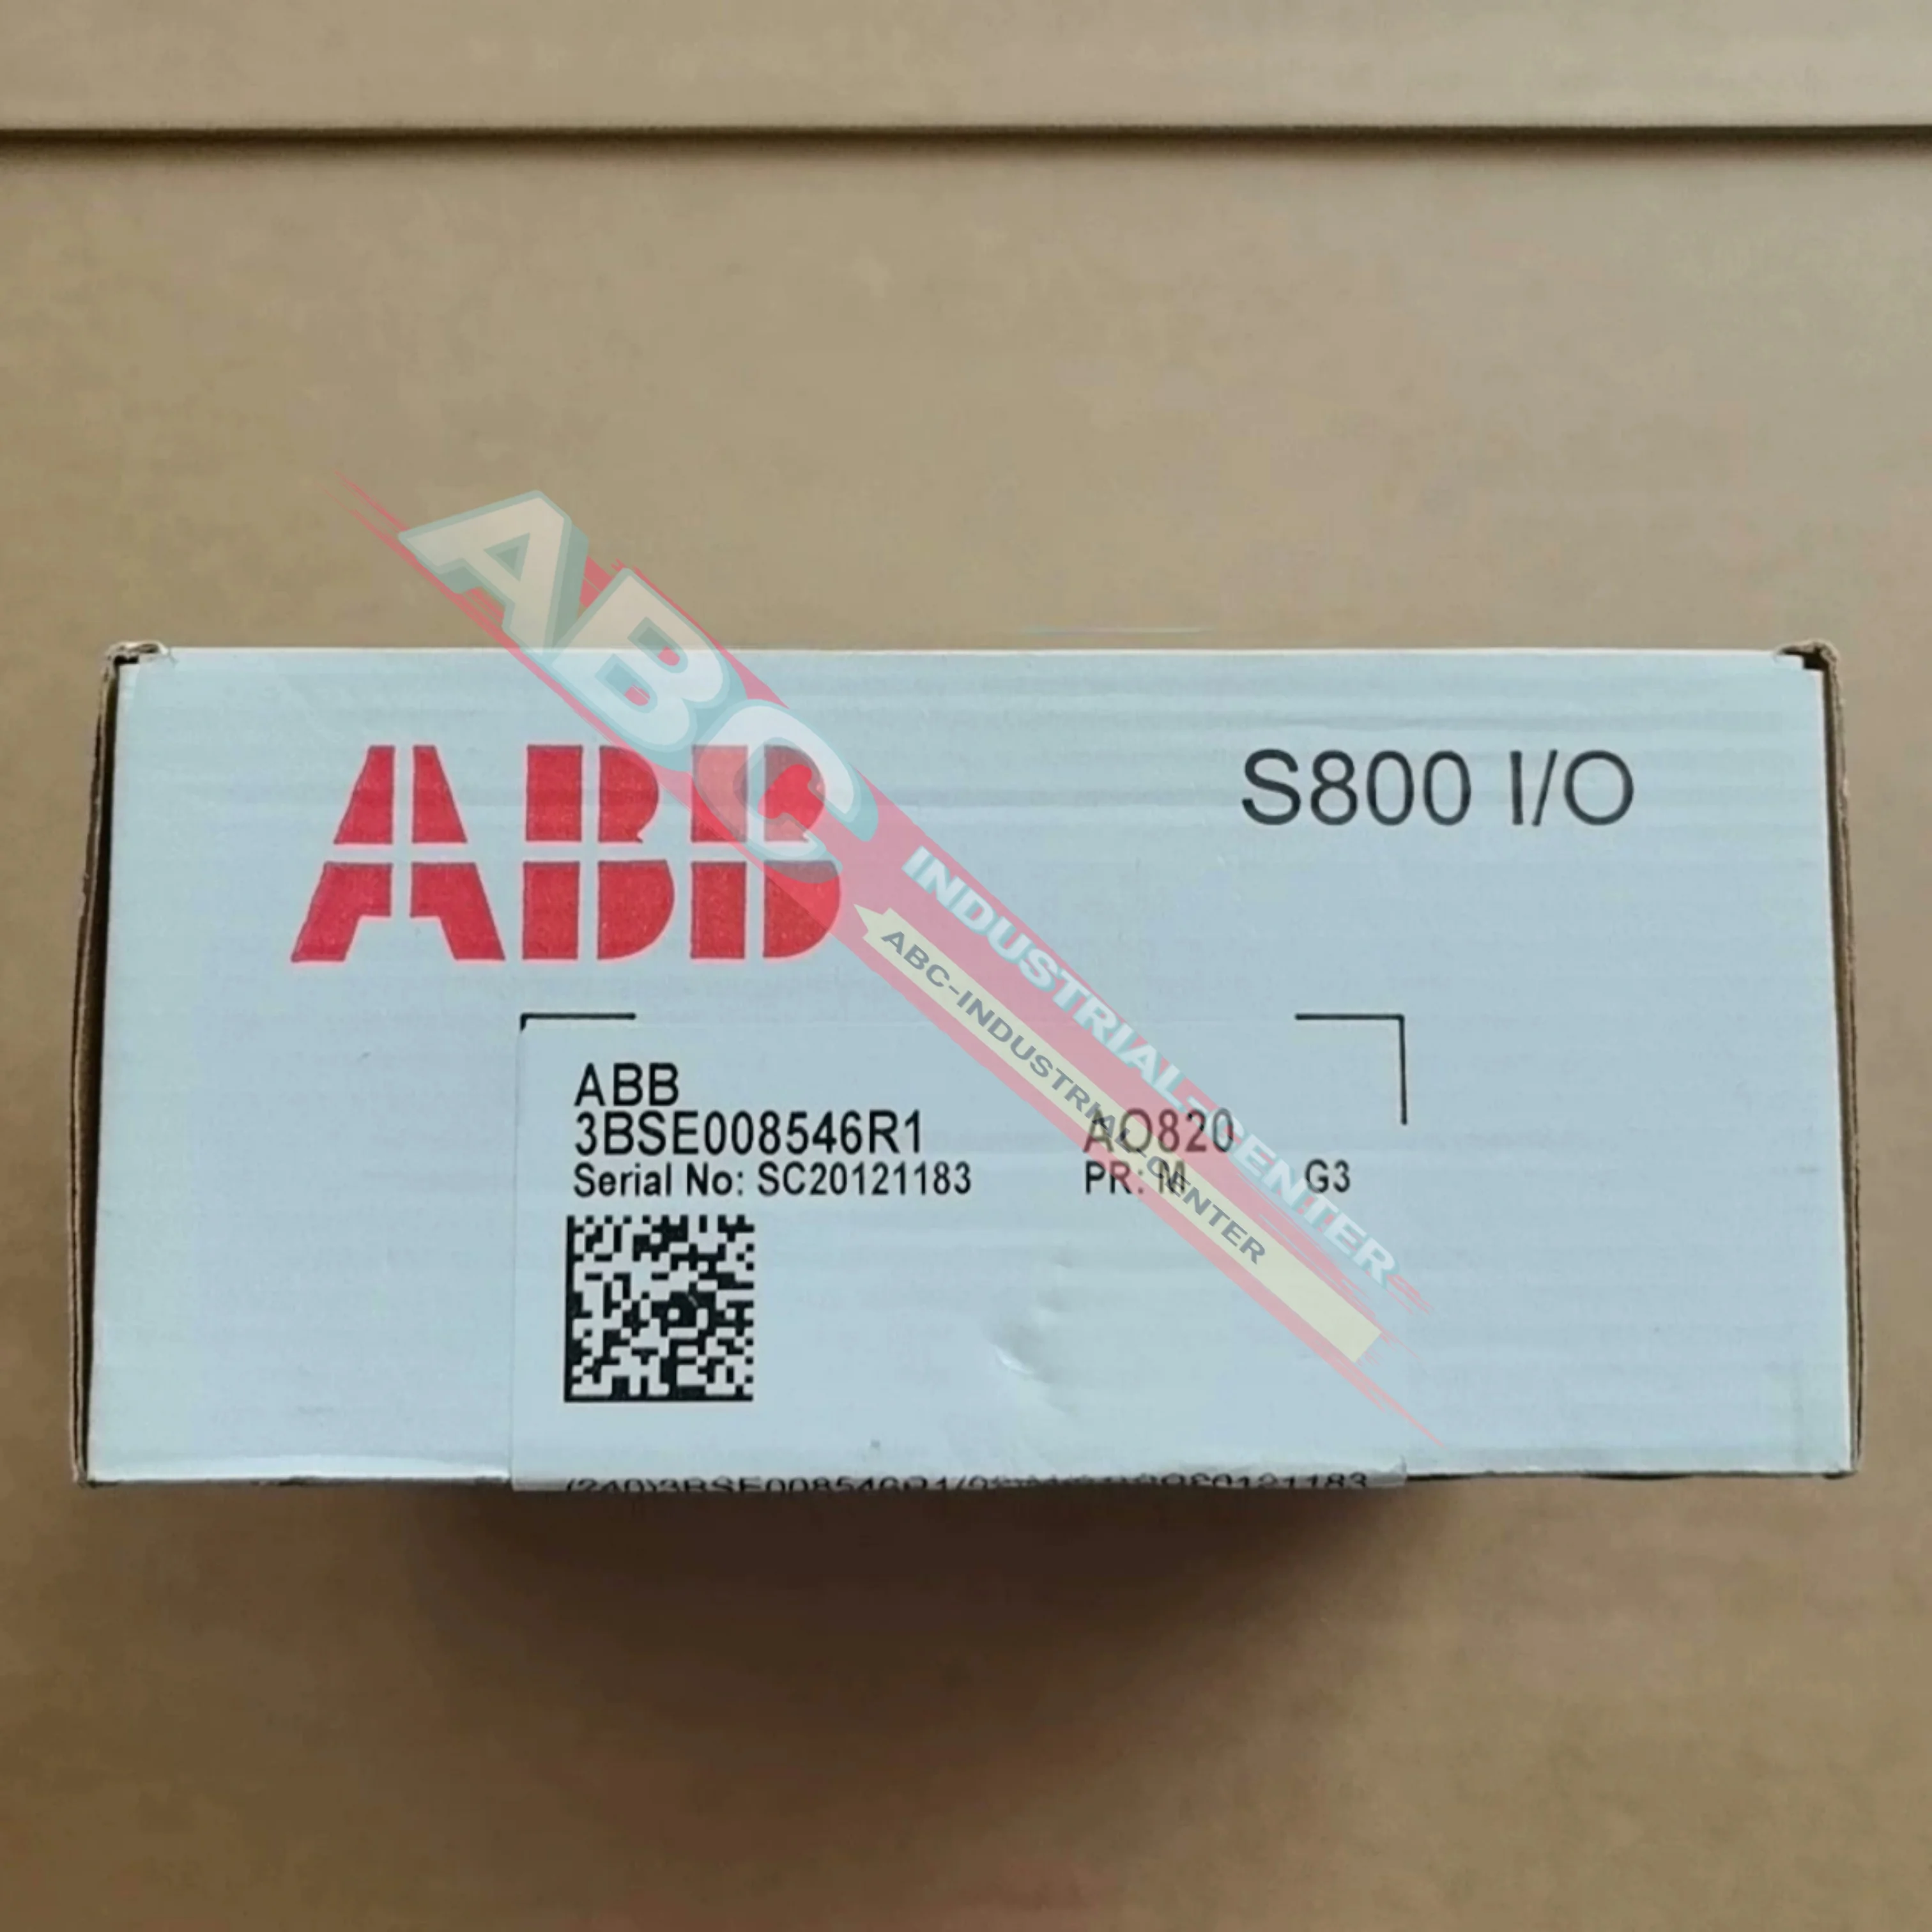 ABB
S800 I/O
ABC
INDUSTRIAL-CENTER
ABC-INDUSTRIAL-CENTER
ABB
3BSE008546R1 AO820
Serial No: SC20121183 PR: M G3